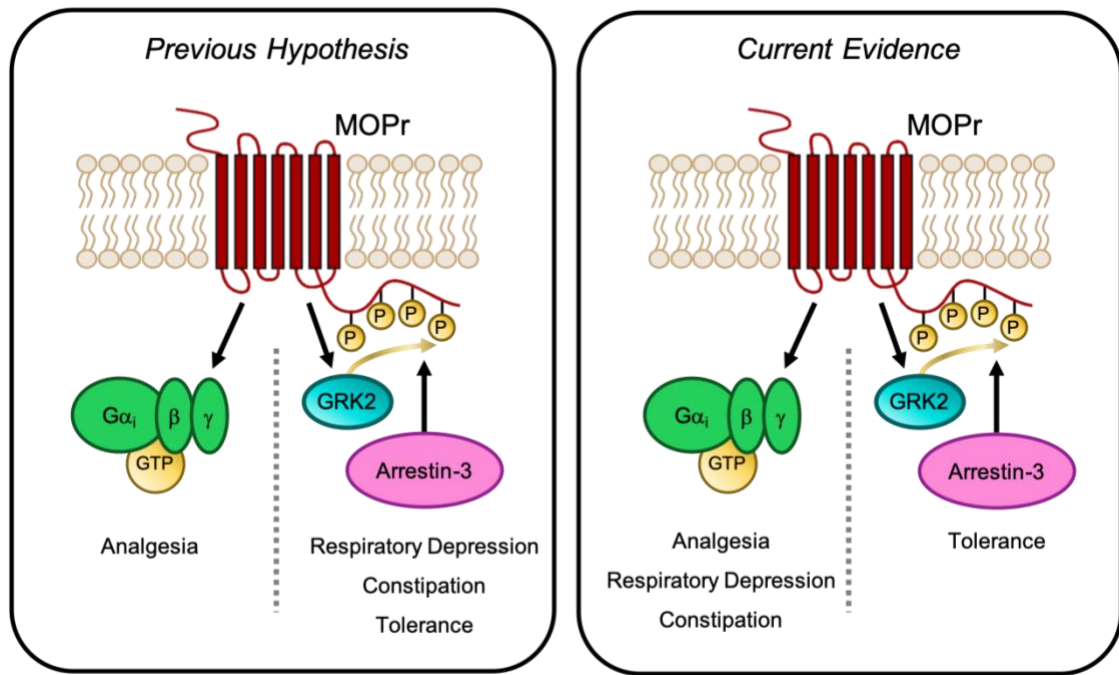 Previous Hypothesis
MOPr
P
P
P
P
Gαi
β
γ
GTP
GRK2
Arrestin-3
Analgesia
Respiratory Depression
Constipation
Tolerance
Current Evidence
MOPr
P
P
P
P
Gαi
β
γ
GTP
GRK2
Arrestin-3
Analgesia
Respiratory Depression
Constipation
Tolerance